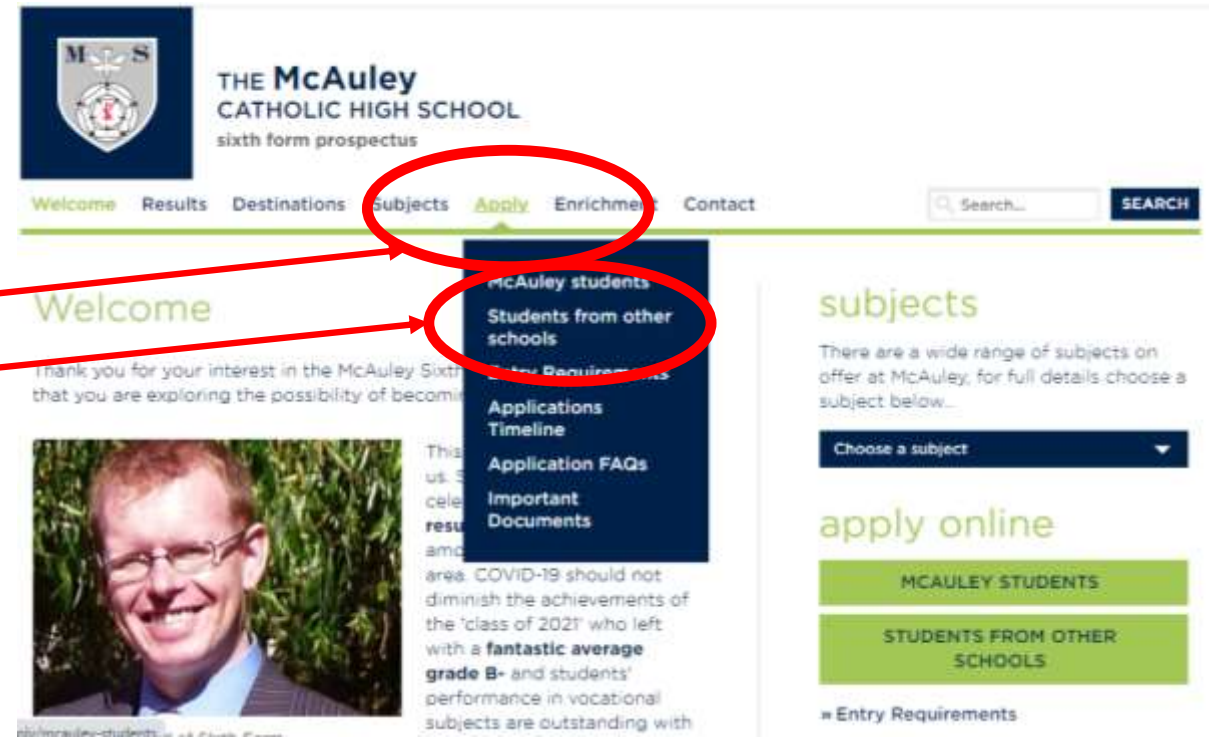 M S
THE McAuley
CATHOLIC HIGH SCHOOL
sixth form prospectus
Welcome Results Destinations Subjects Apply Enrichment Contact
Search...
SEARCH
McAuley students
Students from other
schools
Entry Requirements
Applications
Timeline
Application FAQs
Important
Documents
Welcome
Thank you for your interest in the McAuley Sixth
that you are exploring the possibility of
This
us.
resu
area. COVID-19 should not
diminish the achievements of
the 'class of 2021' who left
with a fantastic average
grade B- and students'
performance in vocational
subjects are outstanding with
subjects
There are a wide range of subjects on
offer at McAuley, for full details choose a
subject below...
Choose a subject
apply online
MCAULEY STUDENTS
STUDENTS FROM OTHER
SCHOOLS
» Entry Requirements